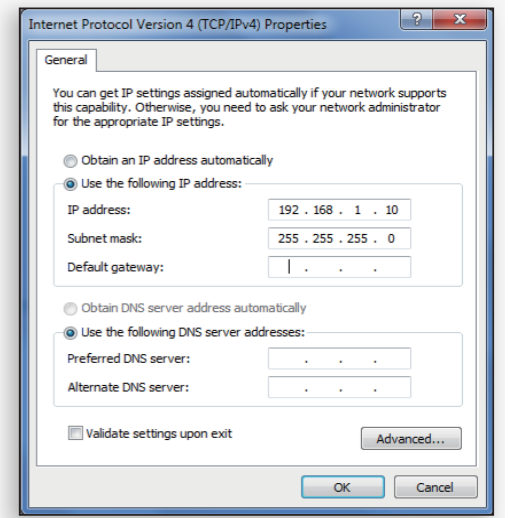 Internet Protocol Version 4 (TCP/IPv4) Properties
General
You can get IP settings assigned automatically if your network supports
this capability. Otherwise, you need to ask your network administrator
for the appropriate IP settings.
Obtain an IP address automatically
Use the following IP address:
IP address: 192 . 168 . 1 . 10
Subnet mask: 255 . 255 . 255 . 0
Default gateway: . . .
Obtain DNS server address automatically
Use the following DNS server addresses:
Preferred DNS server: . . .
Alternate DNS server: . . .
Validate settings upon exit
Advanced...
OK Cancel